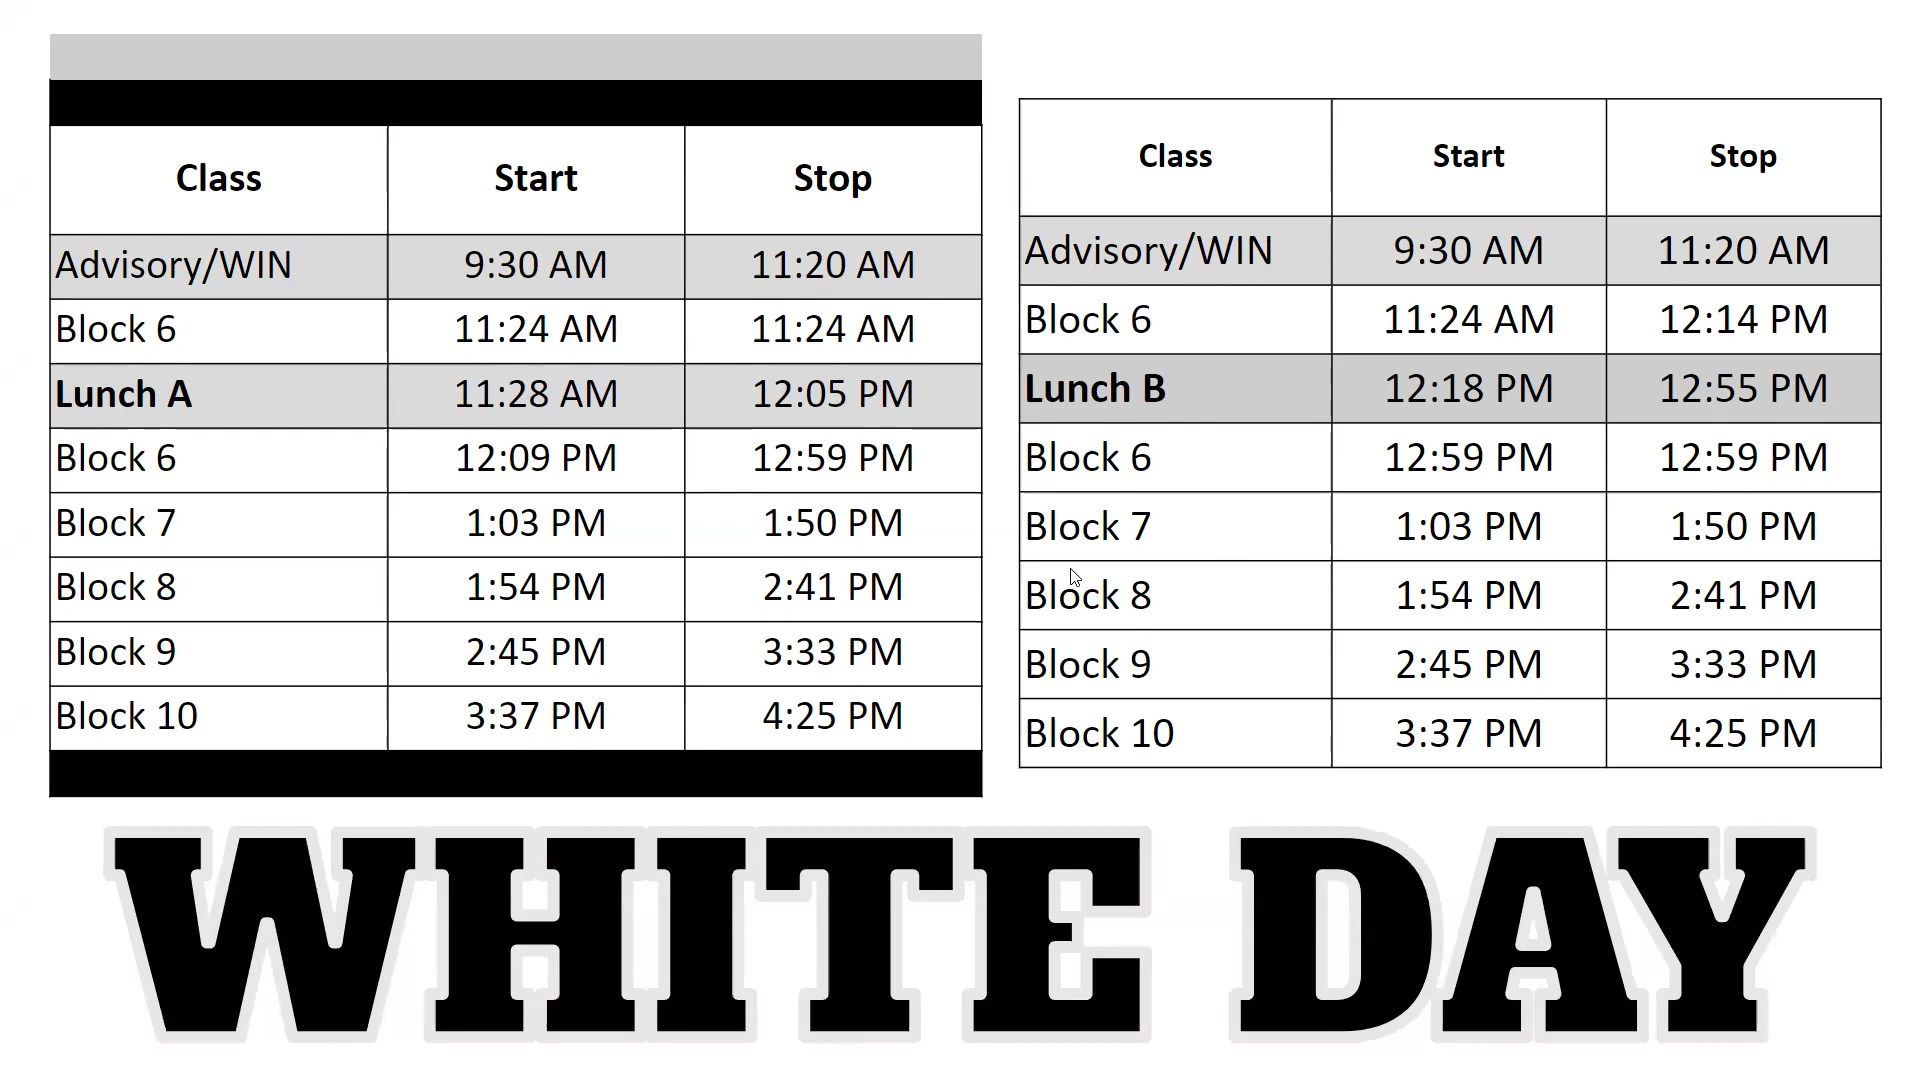 Class Start Stop
Advisory/WIN 9:30 AM 11:20 AM
Block 6 11:24 AM 11:24 AM
Lunch A 11:28 AM 12:05 PM
Block 6 12:09 PM 12:59 PM
Block 7 1:03 PM 1:50 PM
Block 8 1:54 PM 2:41 PM
Block 9 2:45 PM 3:33 PM
Block 10 3:37 PM 4:25 PM
Class Start Stop
Advisory/WIN 9:30 AM 11:20 AM
Block 6 11:24 AM 12:14 PM
Lunch B 12:18 PM 12:55 PM
Block 6 12:59 PM 12:59 PM
Block 7 1:03 PM 1:50 PM
Block 8 1:54 PM 2:41 PM
Block 9 2:45 PM 3:33 PM
Block 10 3:37 PM 4:25 PM
WHITE DAY